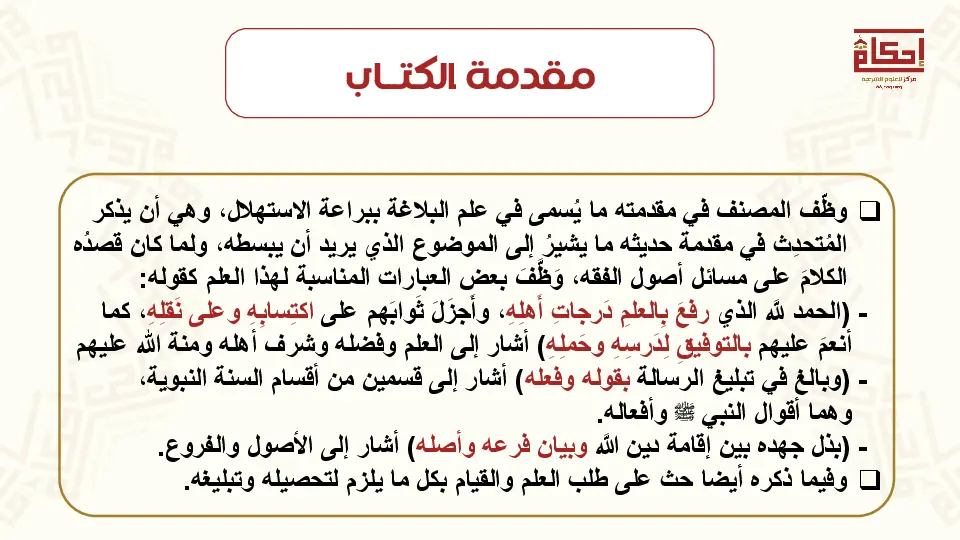 إحكام
مركز للعلوم الشرعية
مقدمة الكتاب
❑ وظّف المصنف في مقدمته ما يُسمى في علم البلاغة ببراعة الاستهلال، وهي أن يذكر
المُتحدِث في مقدمة حديثه ما يشيرُ إلى الموضوع الذي يريد أن يبسطه، ولما كان قصدُه
الكلامَ على مسائل أصول الفقه، وَظَّفَ بعض العبارات المناسبة لهذا العلم كقوله:
- (الحمد لله الذي رفعَ بِالعلمِ دَرجاتِ أهلِهِ، وأجزَلَ ثَوابَهم على اكتِسابِهِ وعلى نَقلِهِ، كما
أنعمَ عليهم بالتوفيقِ لِدَرسِهِ وحَملِهِ) أشار إلى العلم وفضله وشرف أهله ومنة الله عليهم
- (وبالغ في تبليغ الرسالة بقوله وفعله) أشار إلى قسمين من أقسام السنة النبوية،
وهما أقوال النبي ﷺ وأفعاله.
- (بذل جهده بين إقامة دين الله وبيان فرعه وأصله) أشار إلى الأصول والفروع.
❑ وفيما ذكره أيضا حث على طلب العلم والقيام بكل ما يلزم لتحصيله وتبليغه.